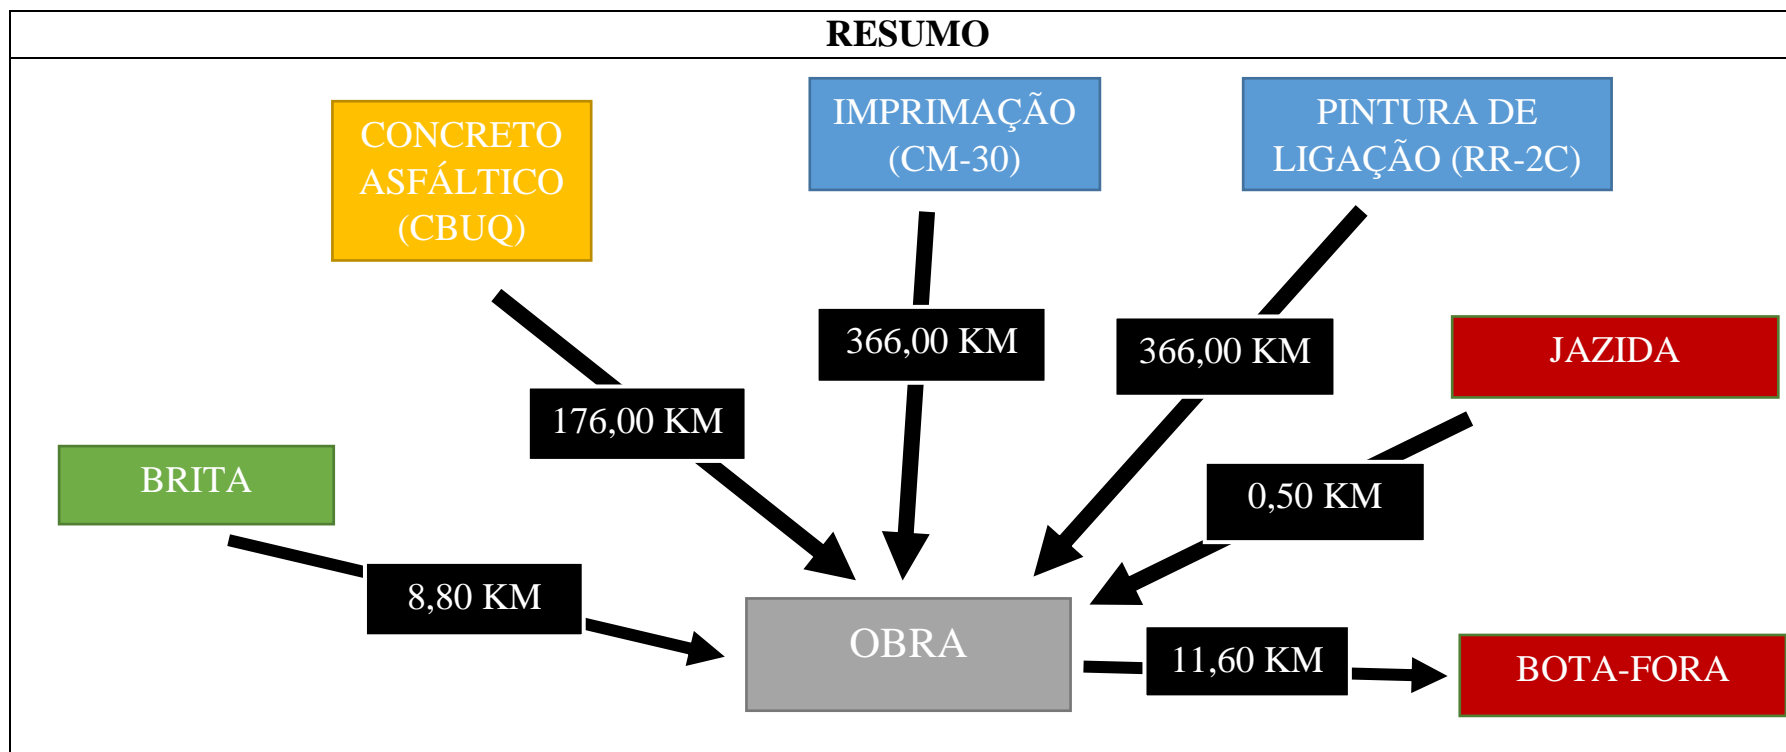 RESUMO
CONCRETO
ASFÁLTICO
(CBUQ)
IMPRIMAÇÃO
(CM-30)
PINTURA DE
LIGAÇÃO (RR-2C)
366,00 KM
366,00 KM
JAZIDA
176,00 KM
BRITA
0,50 KM
8,80 KM
OBRA
11,60 KM
BOTA-FORA